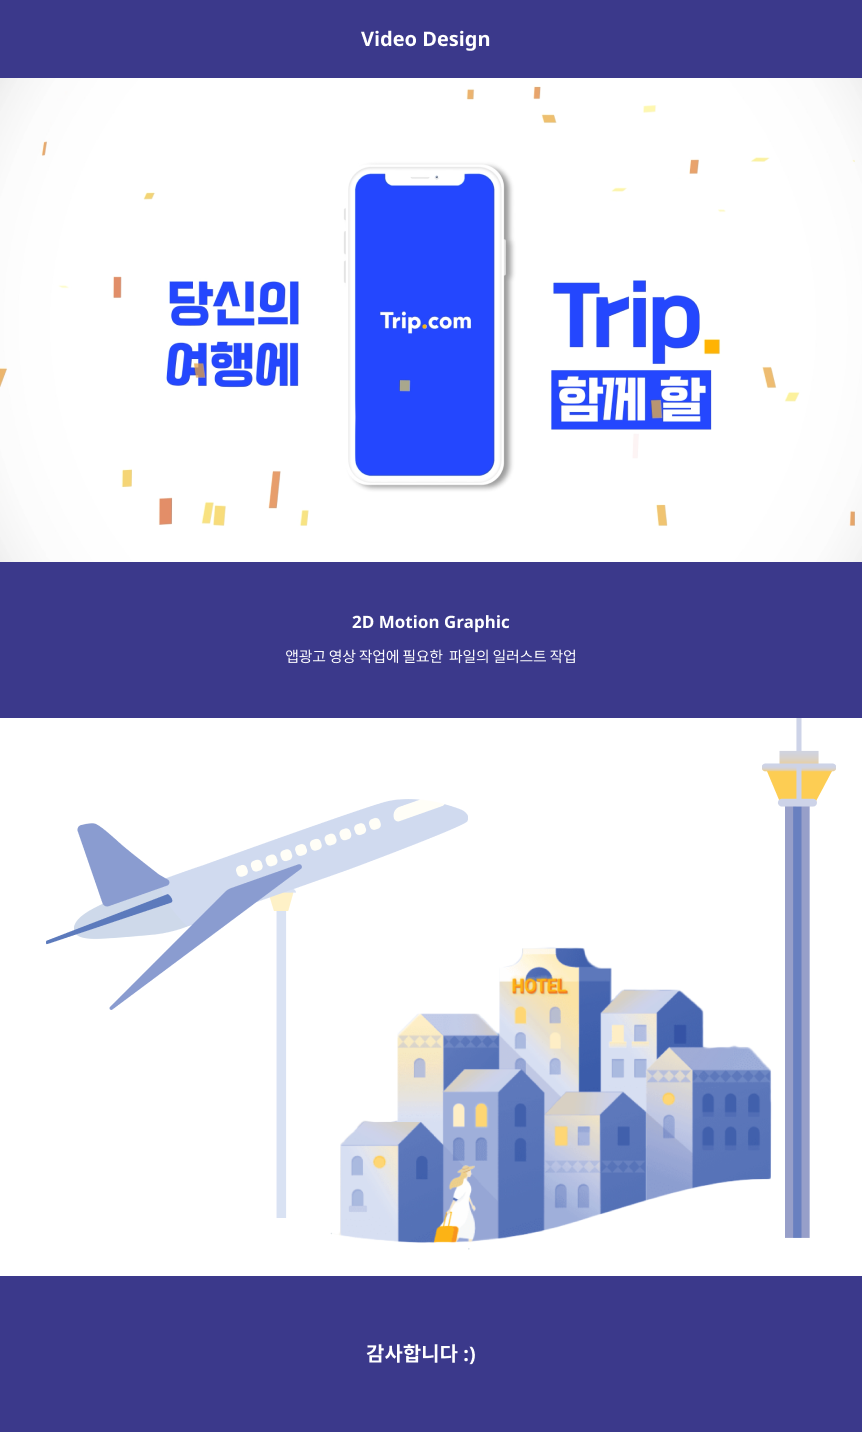 Video Design
당신의
여행에
Trip.com
Trip.
함께 할
2D Motion Graphic
앱광고 영상 작업에 필요한 파일의 일러스트 작업
HOTEL
감사합니다 :)